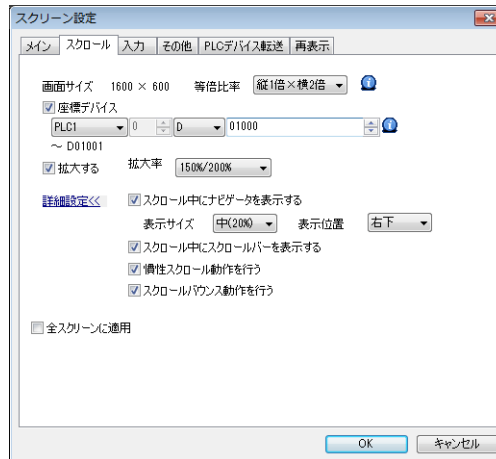 スクリーン設定
メイン スクロール 入力 その他 PLCデバイス転送 再表示
画面サイズ 1600 × 600 等倍比率 縦1倍×横2倍
座標デバイス
PLC1 0 D 01000
～ D01001
拡大する 拡大率 150%/200%
詳細設定<< スクロール中にナビゲータを表示する
表示サイズ 中(20%) 表示位置 右下
スクロール中にスクロールバーを表示する
慣性スクロール動作を行う
スクロールバウンス動作を行う
全スクリーンに適用
OK キャンセル